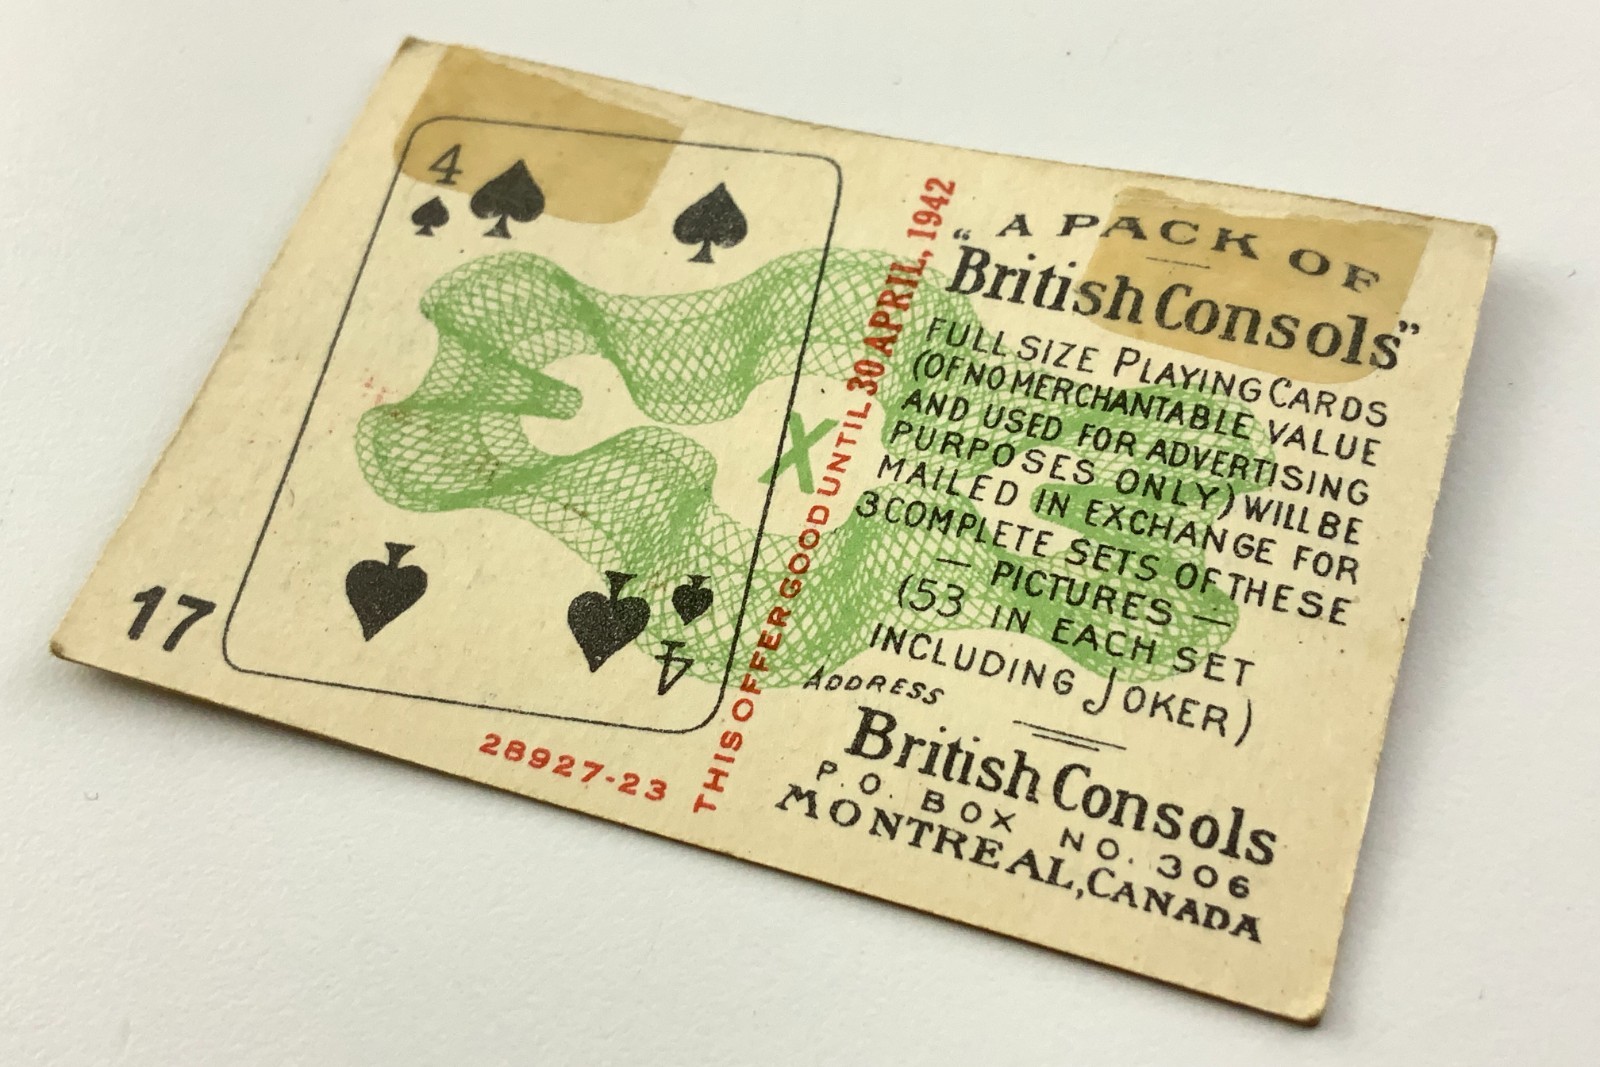 4
17
4
28927-23
THIS OFFER GOOD UNTIL 30 APRIL, 1942
X
A PACK OF
"British Consols"
FULL SIZE PLAYING CARDS
(OF NO MERCHANTABLE VALUE
AND USED FOR ADVERTISING
PURPOSES ONLY) WILL BE
MAILED IN EXCHANGE FOR
3 COMPLETE SETS OF THESE
— PICTURES —
(53 IN EACH SET
INCLUDING JOKER)
ADDRESS
British Consols
P.O. BOX NO. 306
MONTREAL, CANADA